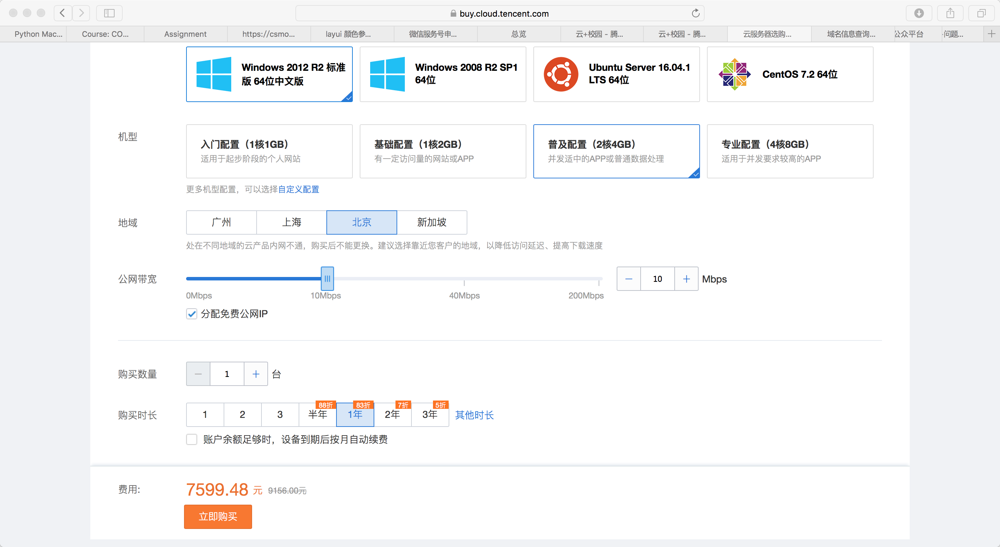 buy.cloud.tencent.com
Python Mac...
Course: CO...
Assignment
https://csmo...
layui 颜色参...
微信服务号申...
总览
云+校园 - 腾...
云+校园 - 腾...
云服务器选购...
域名信息查询...
公众平台
问题...
Windows 2012 R2 标准
版 64位中文版
Windows 2008 R2 SP1
64位
Ubuntu Server 16.04.1
LTS 64位
CentOS 7.2 64位
机型
入门配置（1核1GB）
适用于起步阶段的个人网站
基础配置（1核2GB）
有一定访问量的网站或APP
普及配置（2核4GB）
并发适中的APP或普通数据处理
专业配置（4核8GB）
适用于并发要求较高的APP
更多机型配置，可以选择自定义配置
地域
广州
上海
北京
新加坡
处在不同地域的云产品内网不通，购买后不能更换。建议选择靠近您客户的地域，以降低访问延迟、提高下载速度
公网带宽
0Mbps
10Mbps
40Mbps
200Mbps
10
Mbps
分配免费公网IP
购买数量
1
台
购买时长
1
2
3
半年
88折
1年
83折
2年
7折
3年
5折
其他时长
账户余额足够时，设备到期后按月自动续费
费用:
7599.48 元 9156.00元
立即购买